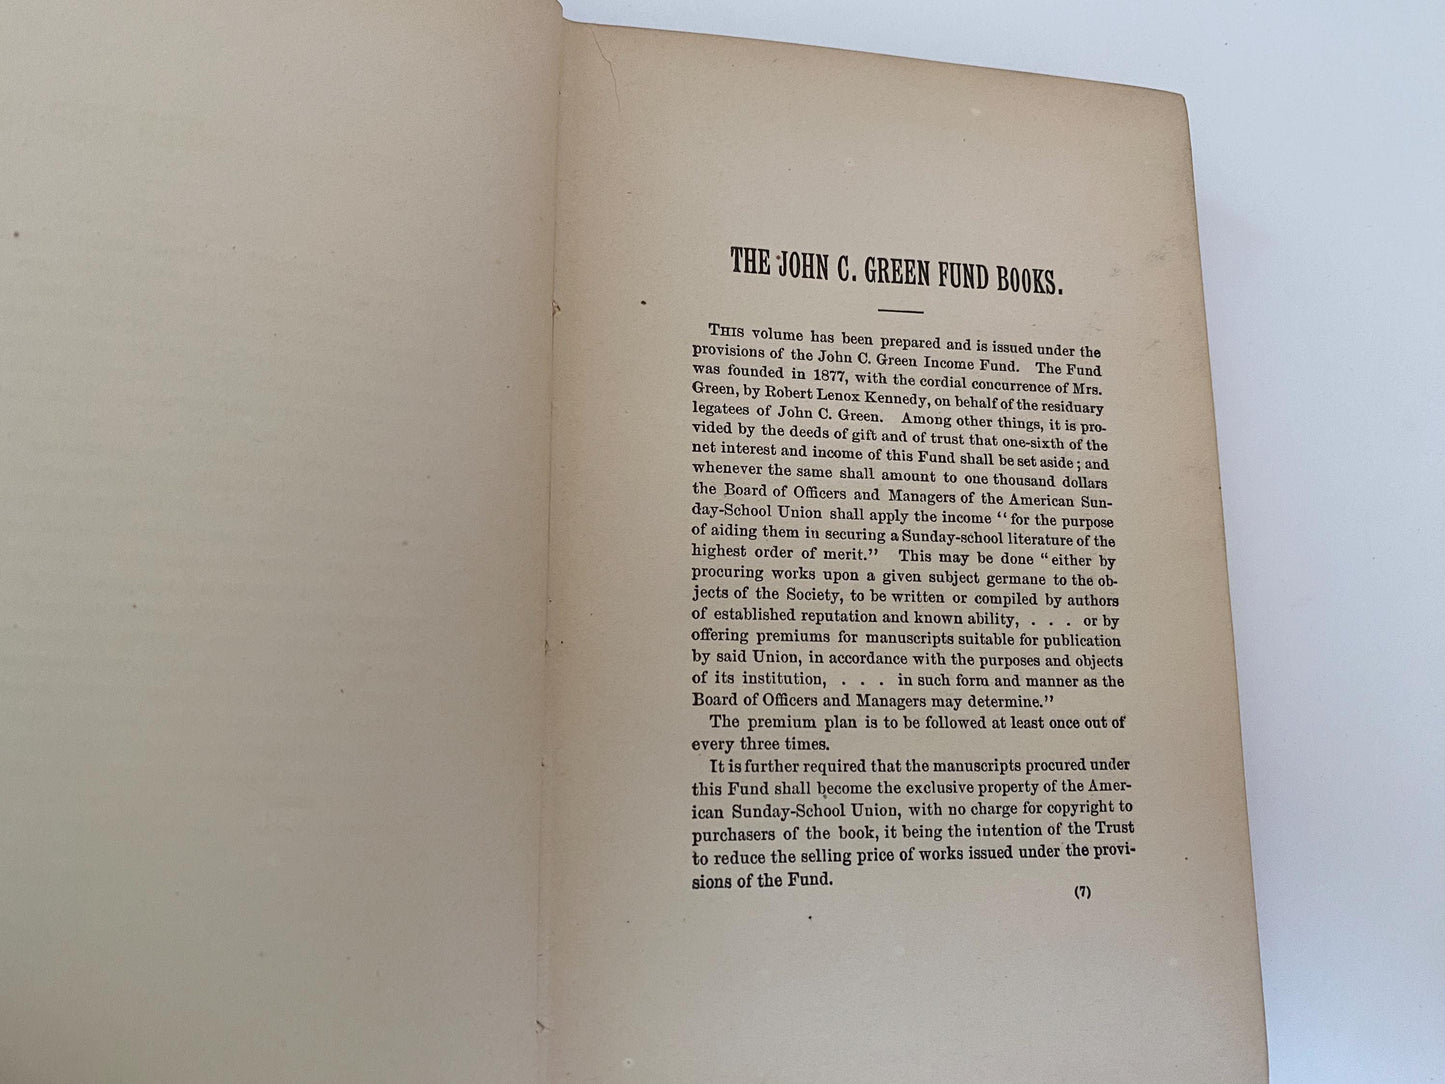 THE JOHN C. GREEN FUND BOOKS.
THIS volume has been prepared and is issued under the
provisions of the John C. Green Income Fund. The Fund
was founded in 1877, with the cordial concurrence of Mrs.
Green, by Robert Lenox Kennedy, on behalf of the residuary
legatees of John C. Green. Among other things, it is pro-
vided by the deeds of gift and of trust that one-sixth of the
net interest and income of this Fund shall be set aside; and
whenever the same shall amount to one thousand dollars
the Board of Officers and Managers of the American Sun-
day-School Union shall apply the income "for the purpose
of aiding them in securing a Sunday-school literature of the
highest order of merit." This may be done "either by
procuring works upon a given subject germane to the ob-
jects of the Society, to be written or compiled by authors
of established reputation and known ability, . . . or by
offering premiums for manuscripts suitable for publication
by said Union, in accordance with the purposes and objects
of its institution, . . . in such form and manner as the
Board of Officers and Managers may determine."
The premium plan is to be followed at least once out of
every three times.
It is further required that the manuscripts procured under
this Fund shall become the exclusive property of the Amer-
ican Sunday-School Union, with no charge for copyright to
purchasers of the book, it being the intention of the Trust
to reduce the selling price of works issued under the provi-
sions of the Fund.
(7)